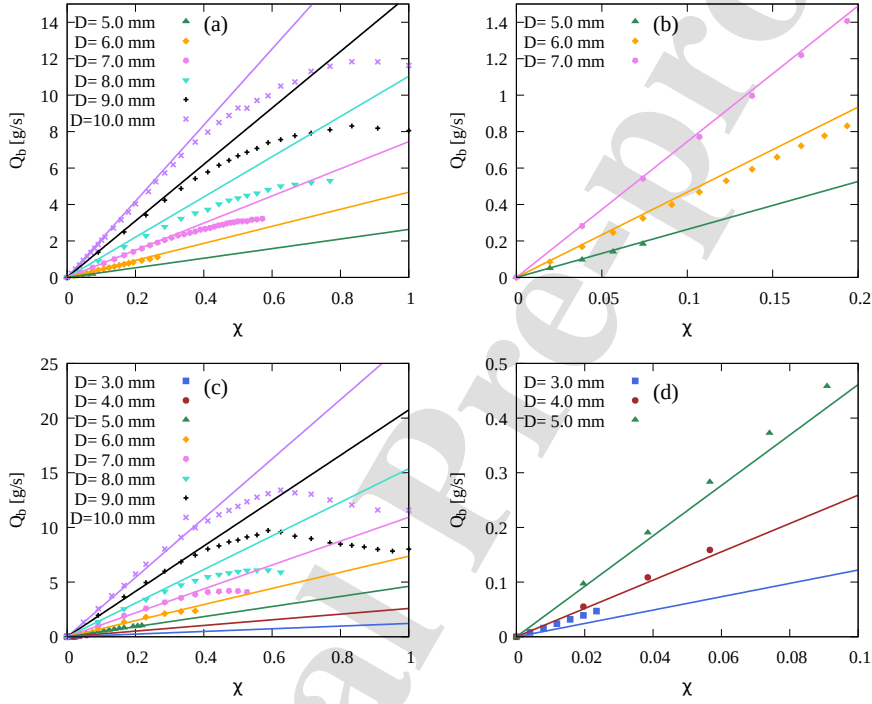 (a)
D= 5.0 mm
D= 6.0 mm
D= 7.0 mm
D= 8.0 mm
D= 9.0 mm
D=10.0 mm
Q_b [g/s]
14
12
10
8
6
4
2
0
0
0.2
0.4
0.6
0.8
1
χ
(b)
D= 5.0 mm
D= 6.0 mm
D= 7.0 mm
Q_b [g/s]
1.4
1.2
1
0.8
0.6
0.4
0.2
0
0
0.05
0.1
0.15
0.2
χ
(c)
D= 3.0 mm
D= 4.0 mm
D= 5.0 mm
D= 6.0 mm
D= 7.0 mm
D= 8.0 mm
D= 9.0 mm
D=10.0 mm
Q_b [g/s]
25
20
15
10
5
0
0
0.2
0.4
0.6
0.8
1
χ
(d)
D= 3.0 mm
D= 4.0 mm
D= 5.0 mm
Q_b [g/s]
0.5
0.4
0.3
0.2
0.1
0
0
0.02
0.04
0.06
0.08
0.1
χ
al Pre-pro